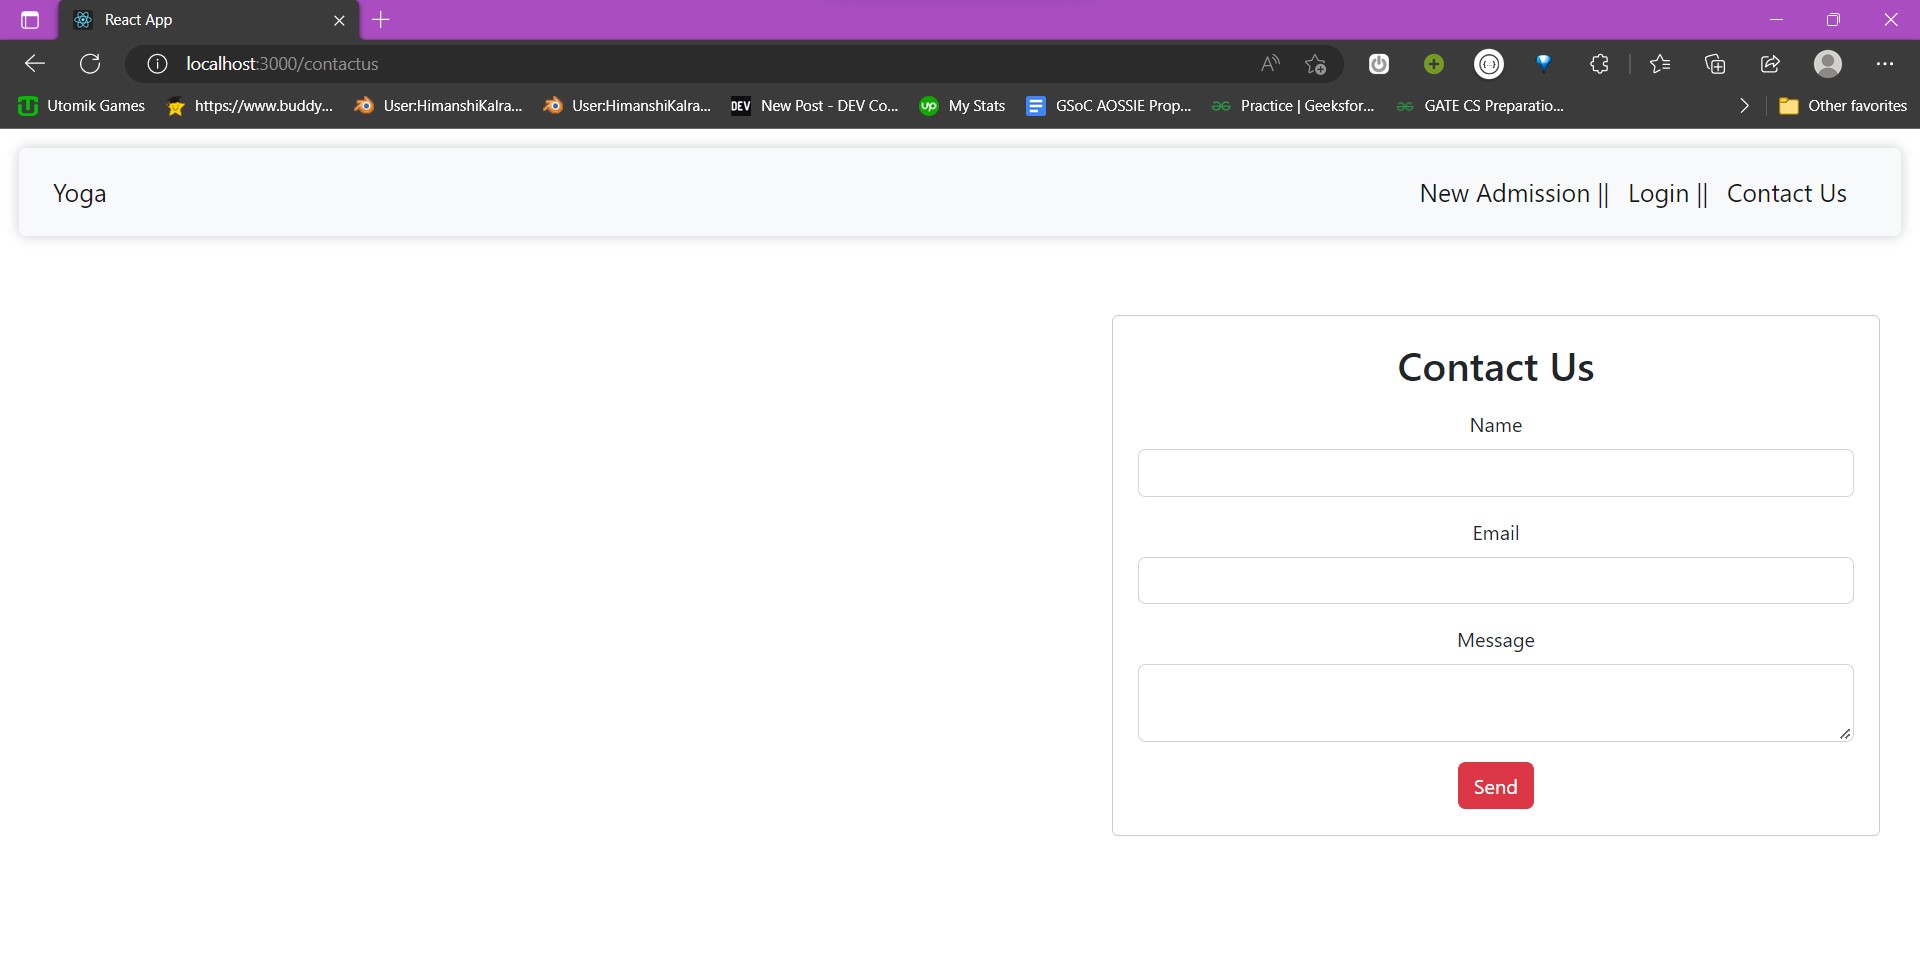 React App
localhost:3000/contactus
Utomik Games https://www.buddy... User:HimanshiKalra... User:HimanshiKalra... DEV New Post - DEV Co... up My Stats GSoC AOSSIE Prop... Practice | Geeksfor... GATE CS Preparatio... Other favorites
Yoga New Admission || Login || Contact Us
Contact Us
Name
Email
Message
Send